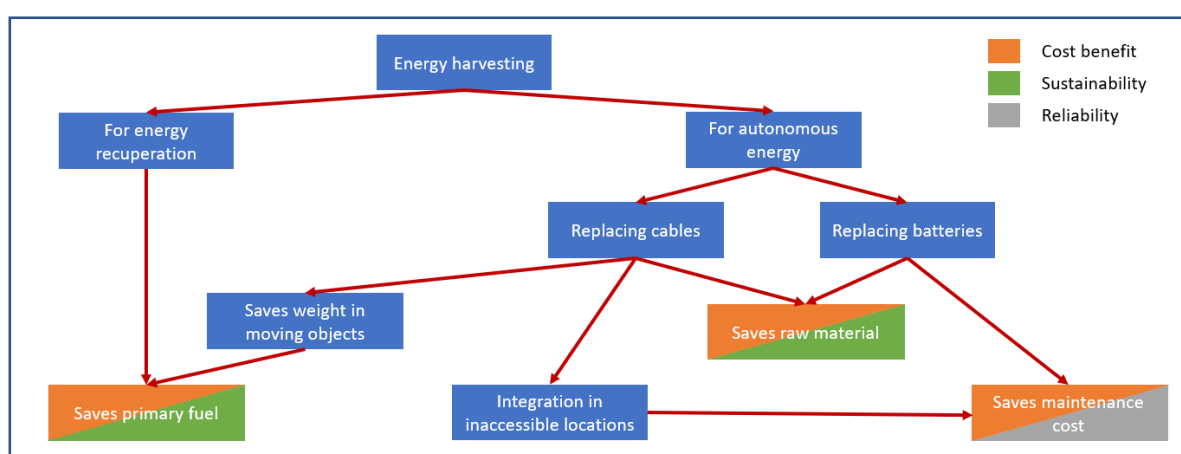 Energy harvesting
Cost benefit
Sustainability
Reliability
For energy
recuperation
For autonomous
energy
Replacing cables
Replacing batteries
Saves weight in
moving objects
Saves raw material
Saves primary fuel
Integration in
inaccessible locations
Saves maintenance
cost